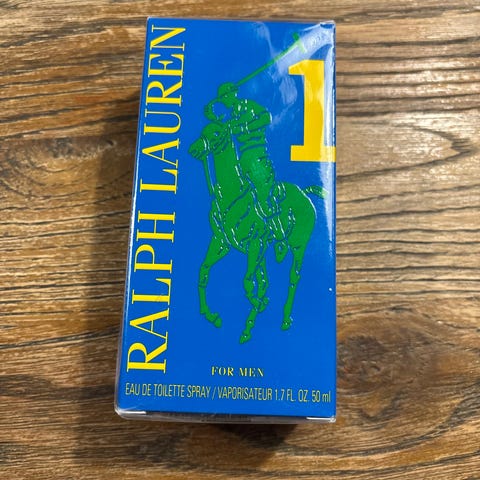 RALPH LAUREN
1
FOR MEN
EAU DE TOILETTE SPRAY / VAPORISATEUR 1.7 FL. OZ. 50 ml